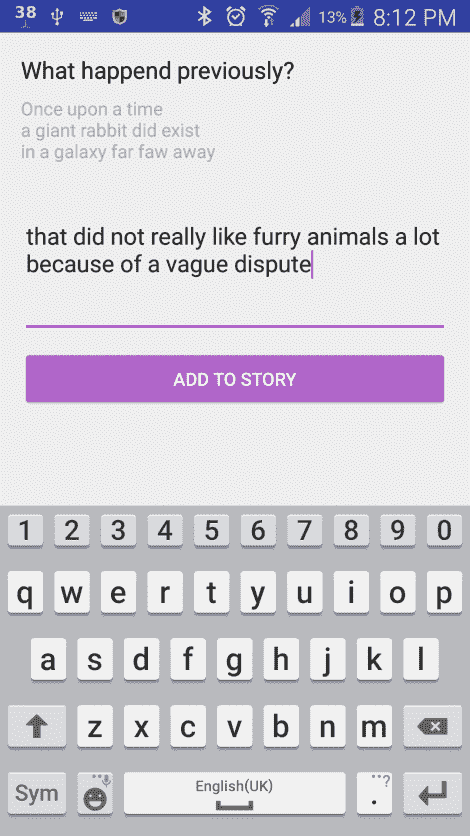 38 13% 8:12 PM
What happend previously?
Once upon a time
a giant rabbit did exist
in a galaxy far faw away
that did not really like furry animals a lot
because of a vague dispute
ADD TO STORY
1 2 3 4 5 6 7 8 9 0
q w e r t y u i o p
a s d f g h j k l
z x c v b n m
Sym English(UK) . ...?